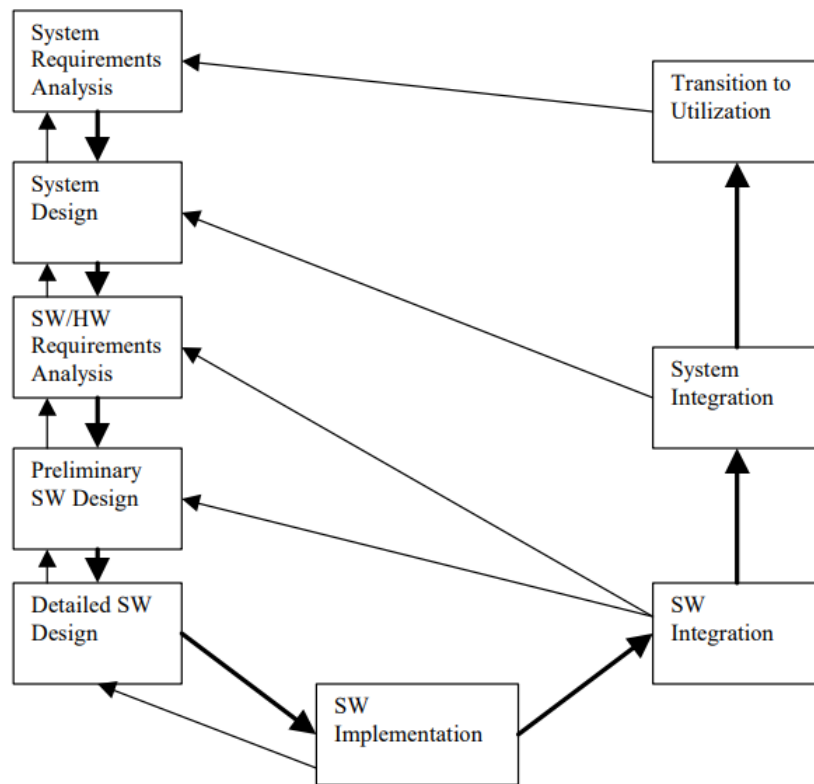 System
Requirements
Analysis
Transition to
Utilization
System
Design
SW/HW
Requirements
Analysis
System
Integration
Preliminary
SW Design
Detailed SW
Design
SW
Integration
SW
Implementation